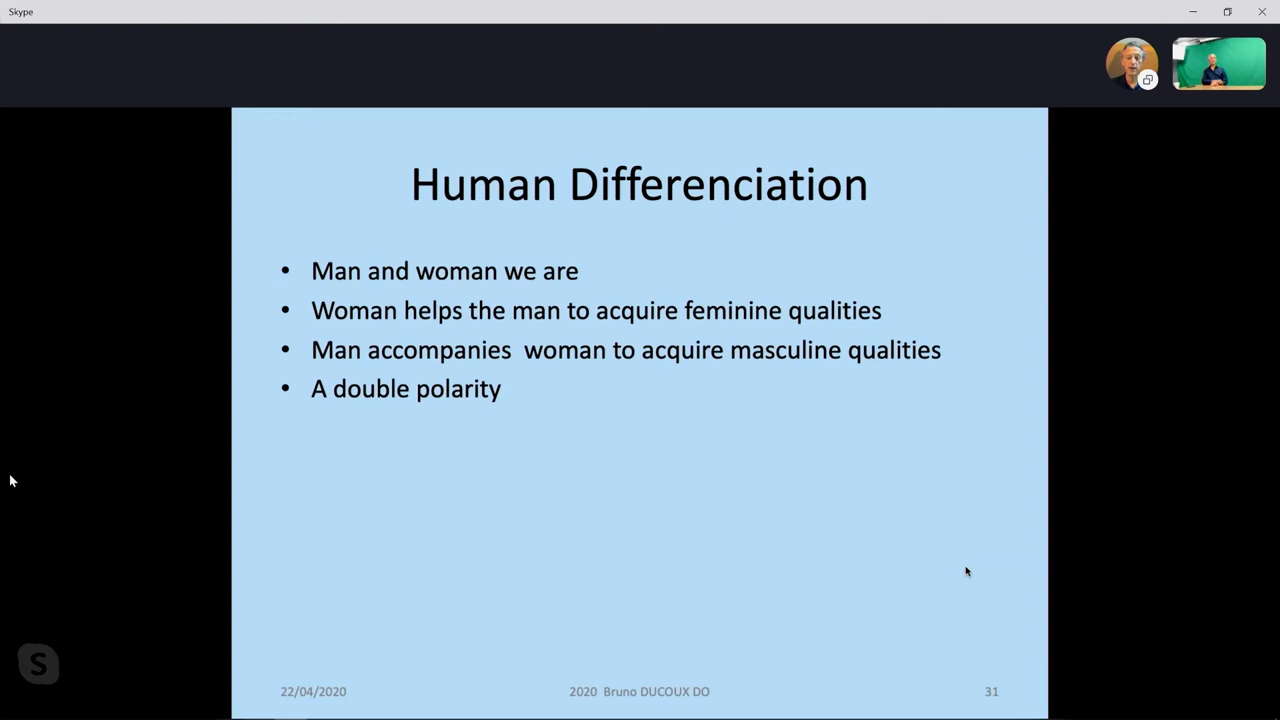 Skype
Human Differenciation
• Man and woman we are
• Woman helps the man to acquire feminine qualities
• Man accompanies  woman to acquire masculine qualities
• A double polarity
S
22/04/2020 2020  Bruno DUCOUX DO 31